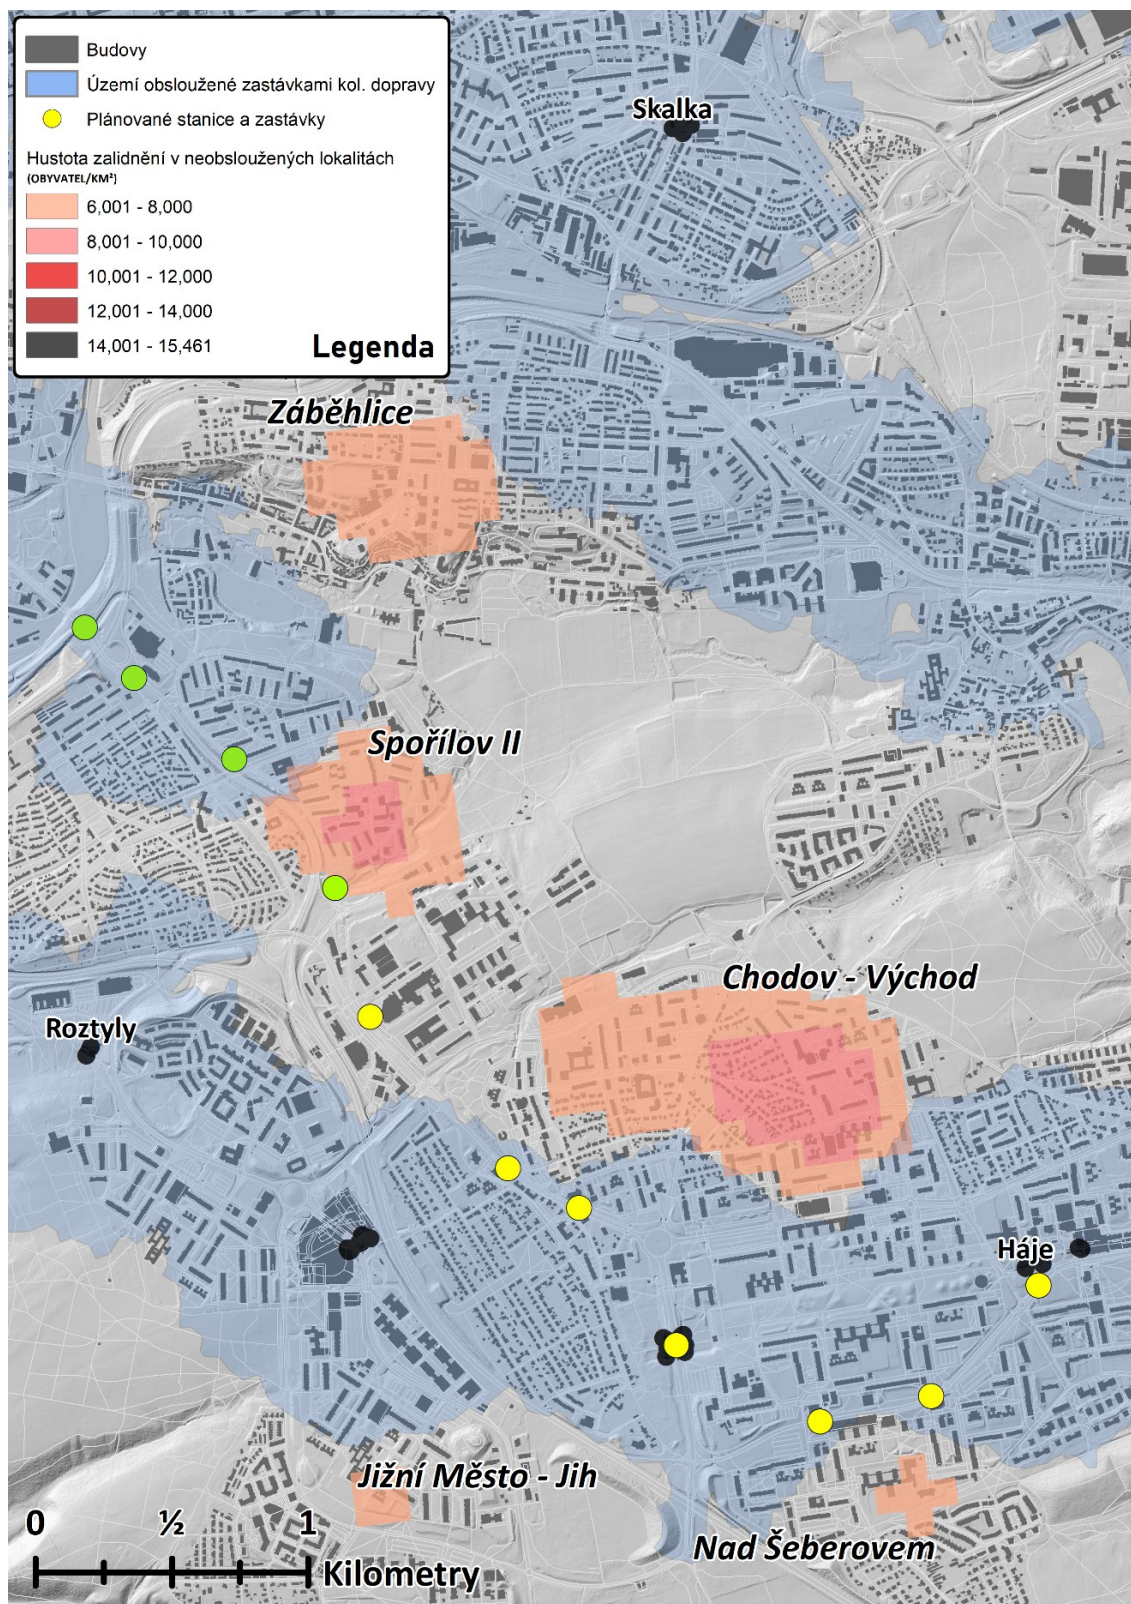 Budovy
Území obsloužené zastávkami kol. dopravy
Plánované stanice a zastávky
Hustota zalidnění v neobsloužených lokalitách
(OBYVATEL/KM²)
6,001 - 8,000
8,001 - 10,000
10,001 - 12,000
12,001 - 14,000
14,001 - 15,461
Legenda
Skalka
Záběhlice
Spořilov II
Chodov - Východ
Roztyly
Háje
Jižní Město - Jih
Nad Šeberovem
0 ½ 1
Kilometry